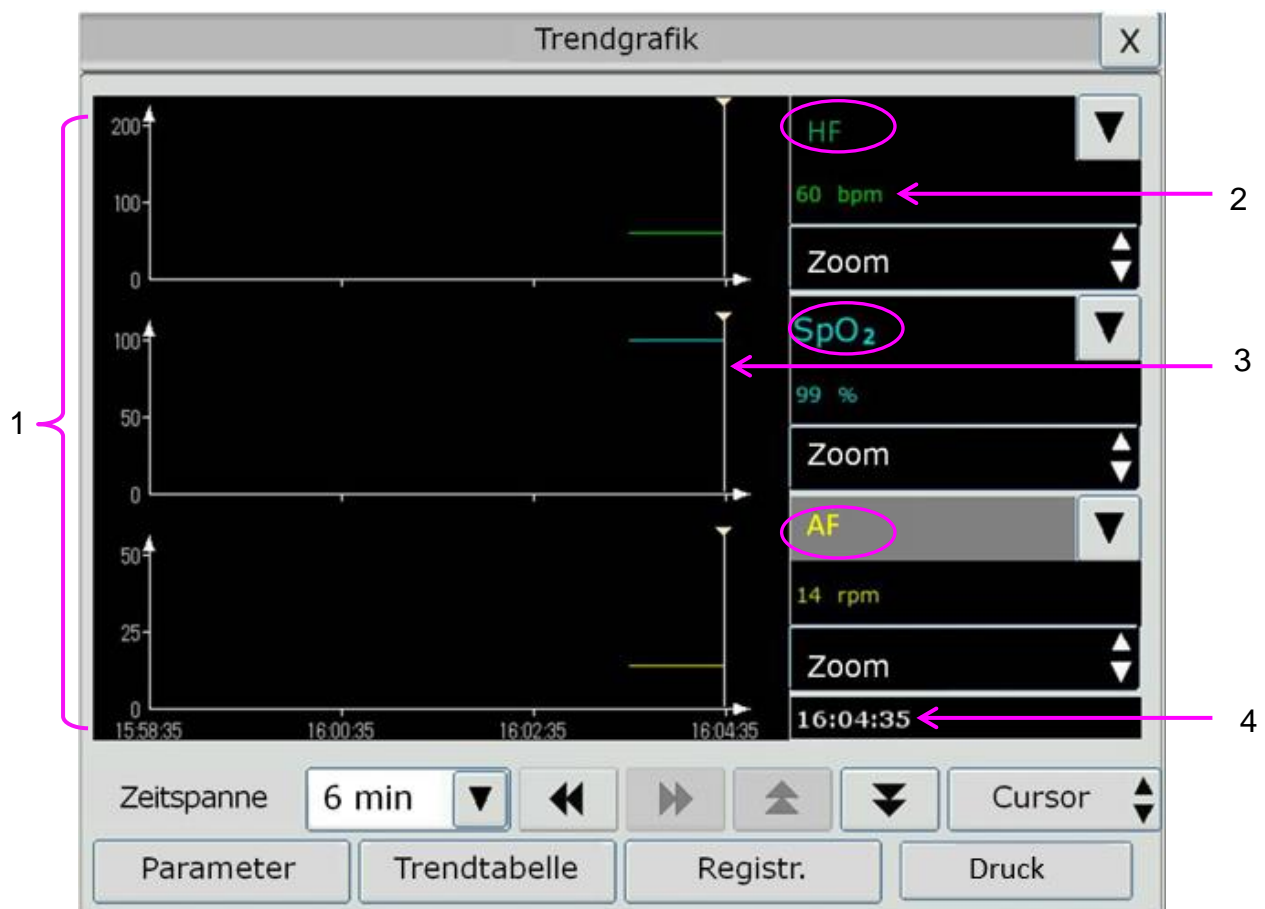 Trendgrafik X
200
100
0
HF
60 bpm
2
Zoom
100
50
0
SpO₂
3
99 %
1
Zoom
50
25
0
AF
14 rpm
Zoom
15:58:35 16:00:35 16:02:35 16:04:35
16:04:35
4
Zeitspanne 6 min Cursor
Parameter Trendtabelle Registr. Druck